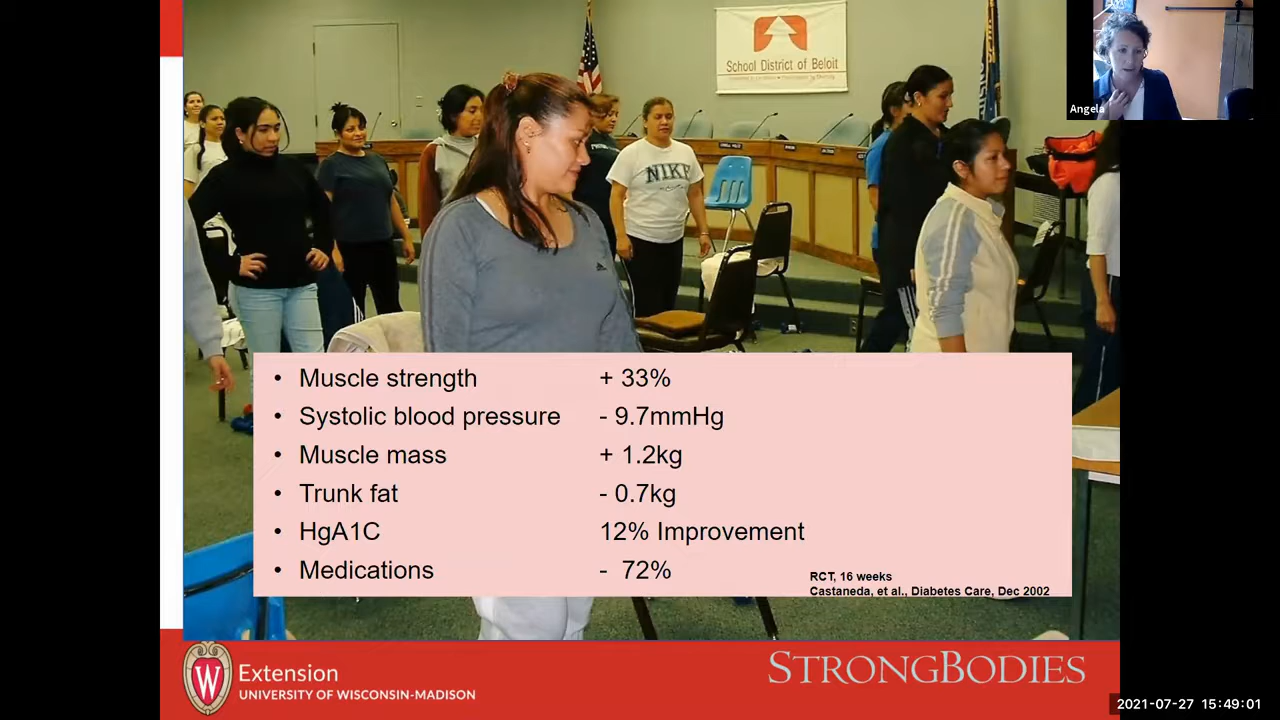 School District of Beloit
Angela
NIKE
• Muscle strength + 33%
• Systolic blood pressure - 9.7mmHg
• Muscle mass + 1.2kg
• Trunk fat - 0.7kg
• HgA1C 12% Improvement
• Medications - 72%
RCT, 16 weeks
Castaneda, et al., Diabetes Care, Dec 2002
W
Extension
UNIVERSITY OF WISCONSIN-MADISON
STRONGBODIES
2021-07-27 15:49:01